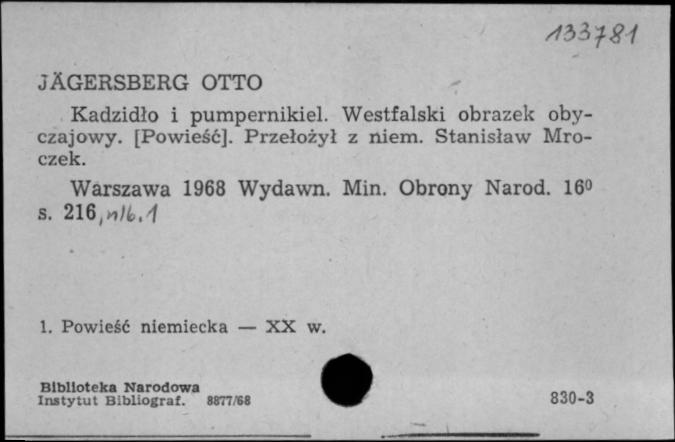 133781
JÄGERSBERG OTTO
Kadzidło i pumpernikiel. Westfalski obrazek oby-
czajowy. [Powieść]. Przełożył z niem. Stanisław Mro-
czek.
Warszawa 1968 Wydawn. Min. Obrony Narod. 16⁰
s. 216, nlb. 1
1. Powieść niemiecka — XX w.
Biblioteka Narodowa
Instytut Bibliograf. 8877/68
830-3